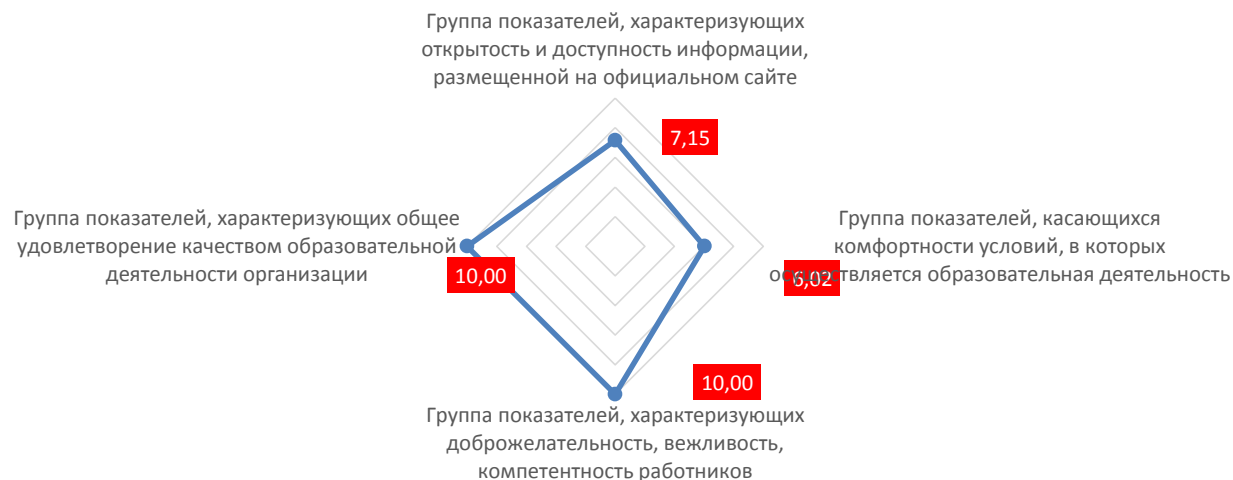 Группа показателей, характеризующих
открытость и доступность информации,
размещенной на официальном сайте
7,15
Группа показателей, характеризующих общее
удовлетворение качеством образовательной
деятельности организации
10,00
Группа показателей, касающихся
комфортности условий, в которых
осуществляется образовательная деятельность
6,02
10,00
Группа показателей, характеризующих
доброжелательность, вежливость,
компетентность работников